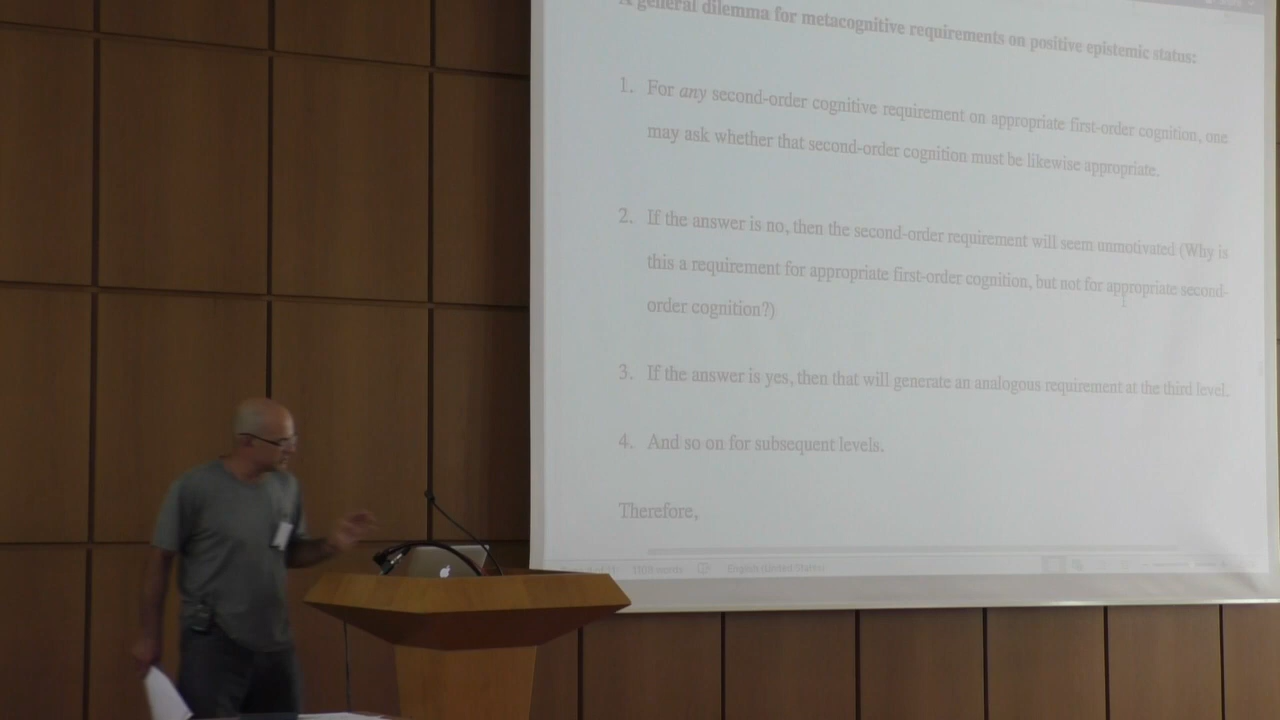 general dilemma for metacognitive requirements on positive epistemic status:
1. For any second-order cognitive requirement on appropriate first-order cognition, one
may ask whether that second-order cognition must be likewise appropriate.
2. If the answer is no, then the second-order requirement will seem unmotivated (Why is
this a requirement for appropriate first-order cognition, but not for appropriate second-
order cognition?)
3. If the answer is yes, then that will generate an analogous requirement at the third level.
4. And so on for subsequent levels.
Therefore,
words English (United States)